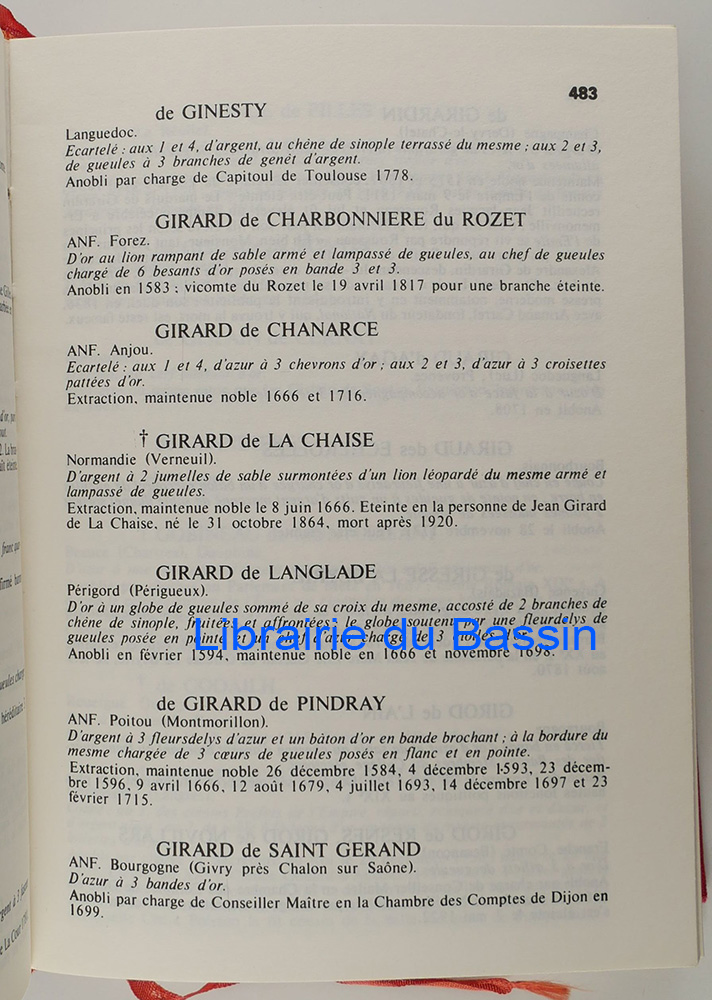 483
de GINESTY
Languedoc.
Ecartelé : aux 1 et 4, d'argent, au chêne de sinople terrassé du mesme ; aux 2 et 3,
de gueules à 3 branches de genêt d'argent.
Anobli par charge de Capitoul de Toulouse 1778.
GIRARD de CHARBONNIERE du ROZET
ANF. Forez.
D'or au lion rampant de sable armé et lampassé de gueules, au chef de gueules
chargé de 6 besants d'or posés en bande 3 et 3.
Anobli en 1583 ; vicomte du Rozet le 19 avril 1817 pour une branche éteinte.
GIRARD de CHANARCE
ANF. Anjou.
Ecartelé : aux 1 et 4, d'azur à 3 chevrons d'or ; aux 2 et 3, d'azur à 3 croisettes
pattées d'or.
Extraction, maintenue noble 1666 et 1716.
† GIRARD de LA CHAISE
Normandie (Verneuil).
D'argent à 2 jumelles de sable surmontées d'un lion léopardé du mesme armé et
lampassé de gueules.
Extraction, maintenue noble le 8 juin 1666. Eteinte en la personne de Jean Girard
de La Chaise, né le 31 octobre 1864, mort après 1920.
GIRARD de LANGLADE
Périgord (Périgueux).
D'or à un globe de gueules sommé de sa croix du mesme, accosté de 2 branches de
chêne de sinople, fruitées et affrontées, le globe soutenu par une fleurdelys de
gueules posée en pointe et un chef d'azur chargé de 3 étoiles d'or.
Librairie du Bassin
Anobli en février 1594, maintenue noble en 1666 et novembre 1698.
de GIRARD de PINDRAY
ANF. Poitou (Montmorillon).
D'argent à 3 fleursdelys d'azur et un bâton d'or en bande brochant ; à la bordure du
mesme chargée de 3 cœurs de gueules posés en flanc et en pointe.
Extraction, maintenue noble 26 décembre 1584, 4 décembre 1593, 23 décem-
bre 1596, 9 avril 1666, 12 août 1679, 4 juillet 1693, 14 décembre 1697 et 23
février 1715.
GIRARD de SAINT GERAND
ANF. Bourgogne (Givry près Chalon sur Saône).
D'azur à 3 bandes d'or.
Anobli par charge de Conseiller Maître en la Chambre des Comptes de Dijon en
1699.